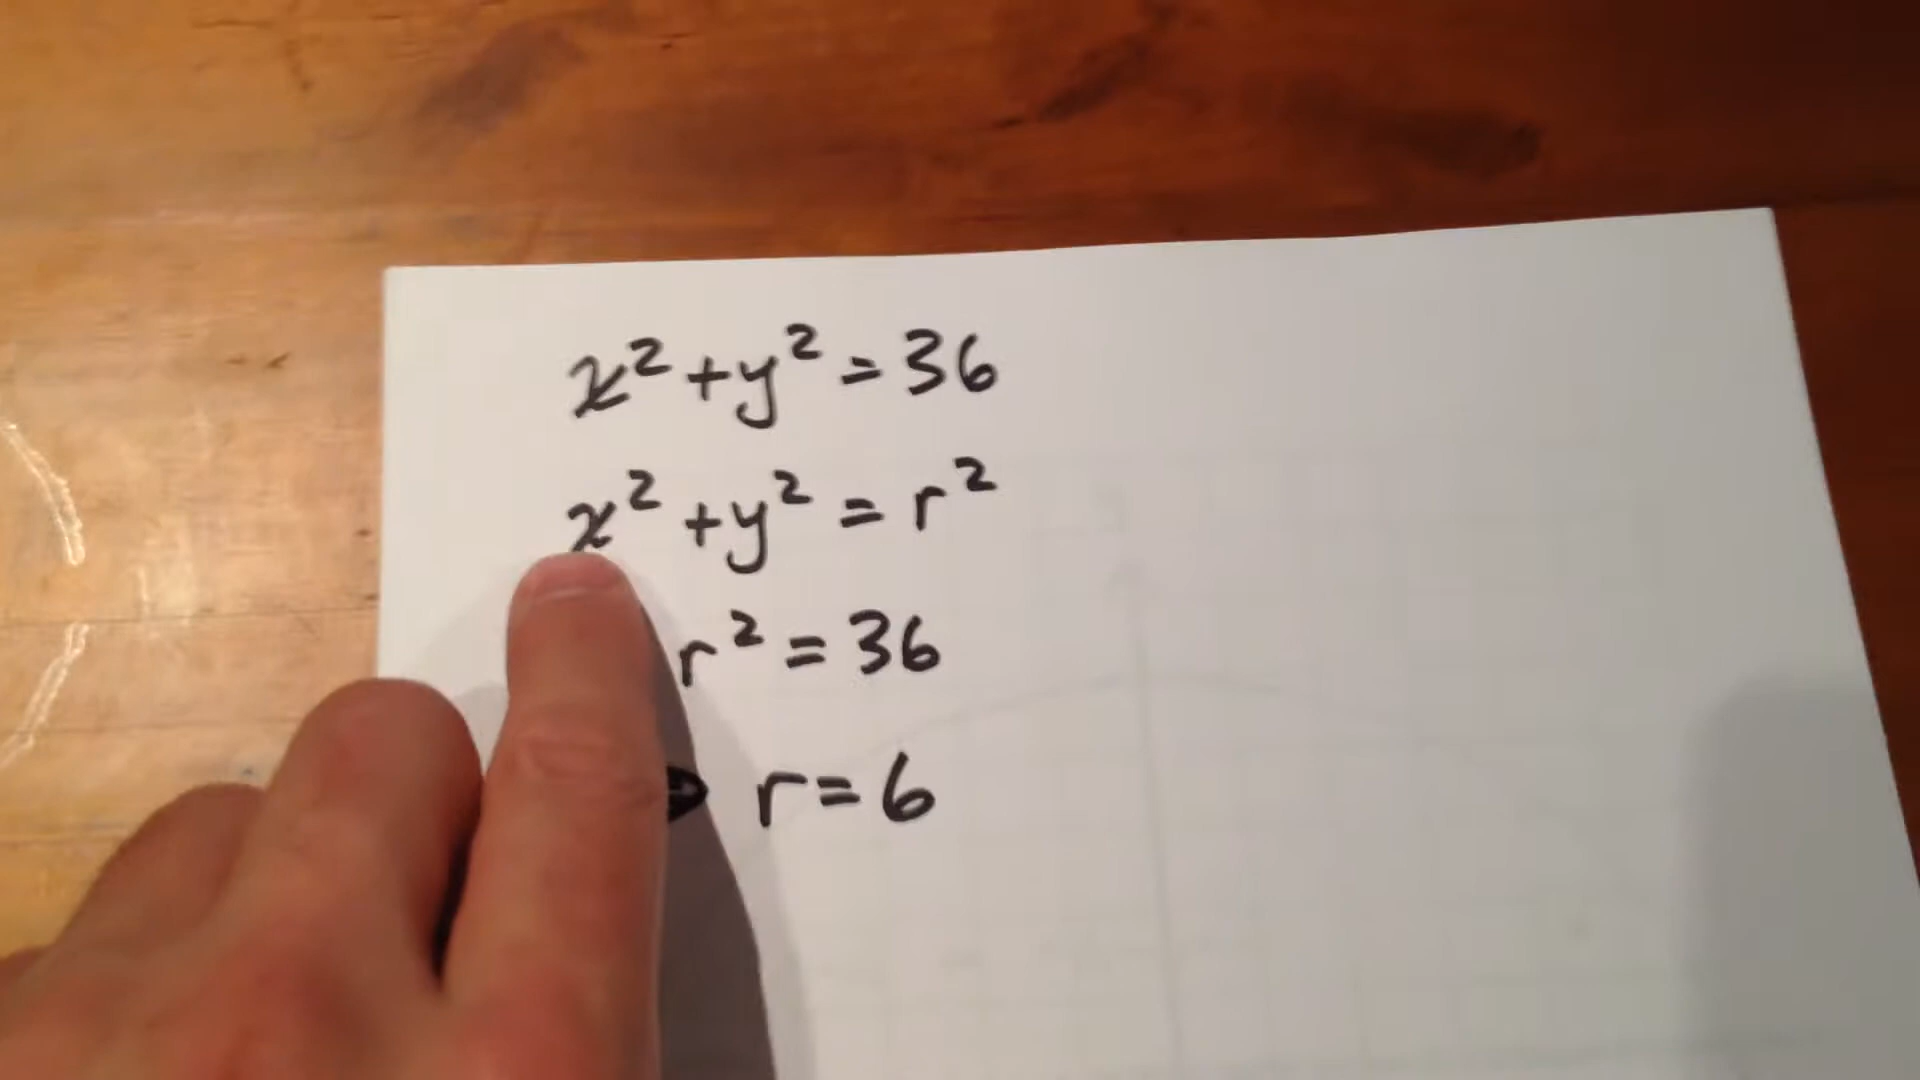 x² + y² = 36
x² + y² = r²
r² = 36
r = 6